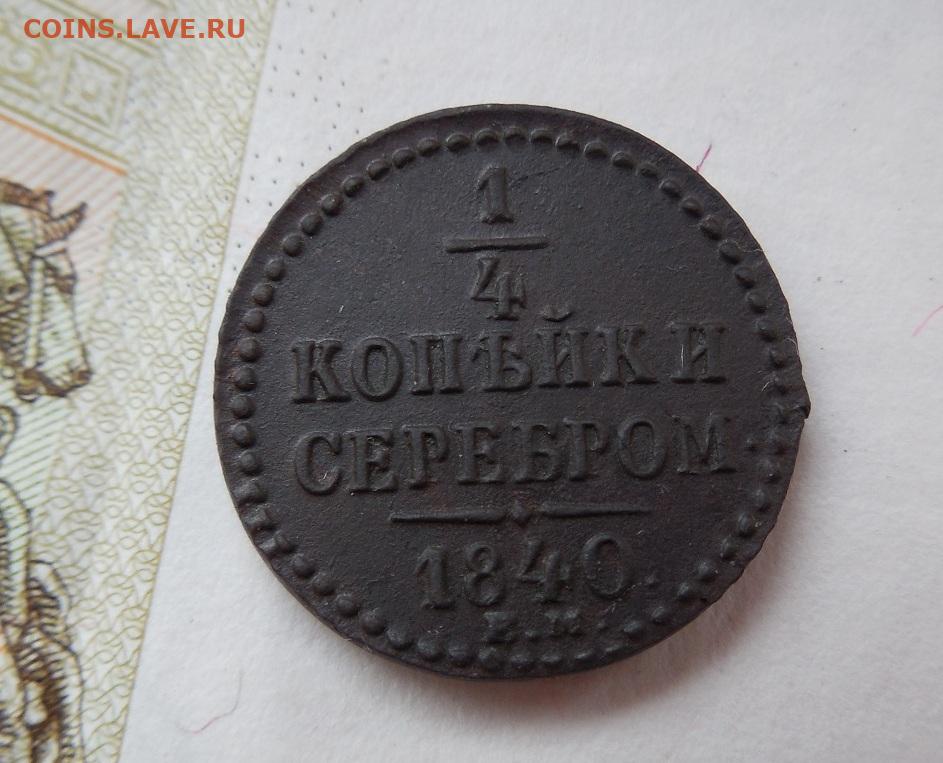 COINS.LAVE.RU
1
4
КОПѢЙКИ
СЕРЕБРОМ.
1840.
Е.М.